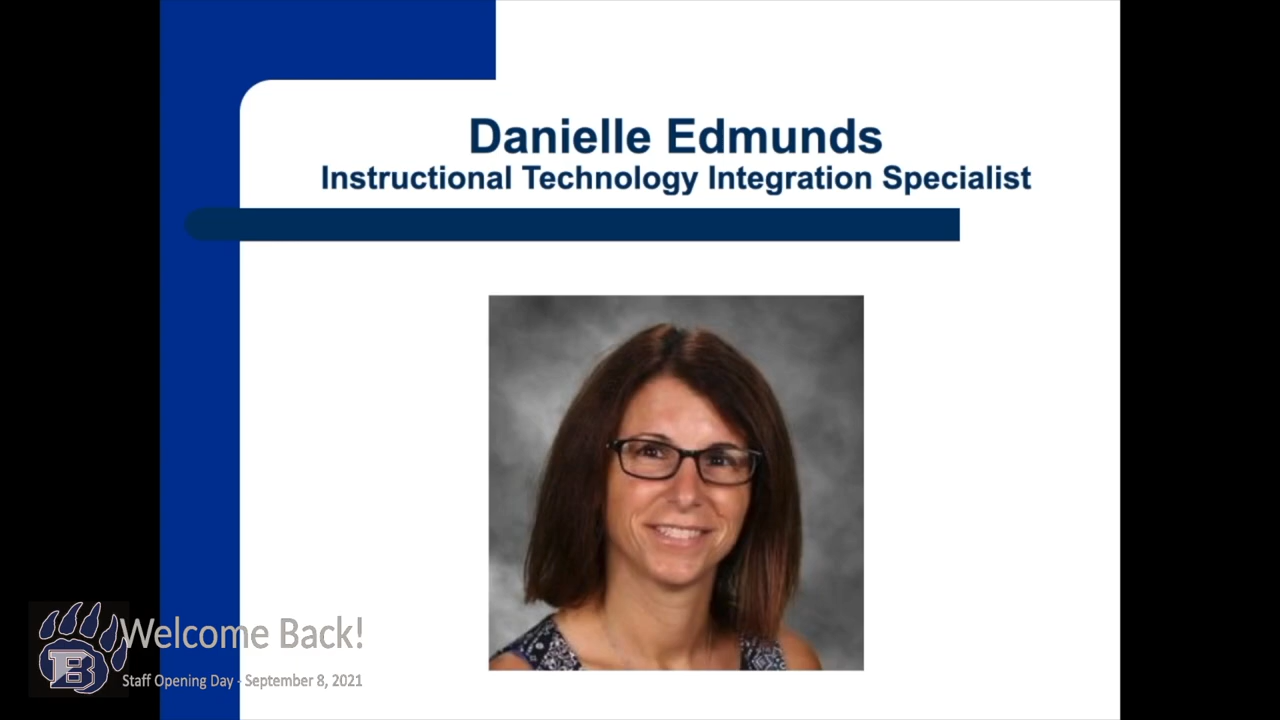 Danielle Edmunds
Instructional Technology Integration Specialist
B
Welcome Back!
Staff Opening Day - September 8, 2021